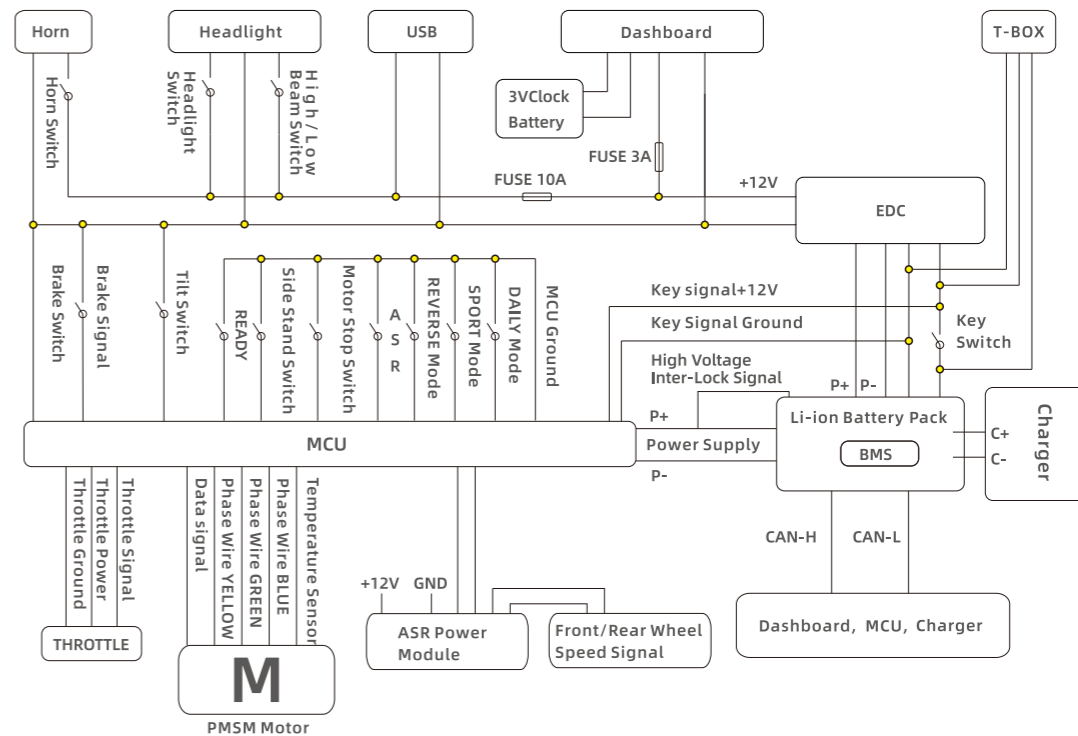 Horn
Headlight
USB
Dashboard
T-BOX
Horn Switch
Headlight
Switch
High/Low
Beam Switch
3VClock
Battery
FUSE 3A
FUSE 10A
+12V
EDC
Brake Switch
Brake Signal
Tilt Switch
READY
Side Stand Switch
Motor Stop Switch
A
S
R
REVERSE Mode
SPORT Mode
DAILY Mode
MCU Ground
Key signal+12V
Key Signal Ground
Key
Switch
High Voltage
Inter-Lock Signal
P+
P-
P+
Power Supply
P-
MCU
Li-ion Battery Pack
BMS
C+
C-
Charger
Throttle Ground
Throttle Power
Throttle Signal
THROTTLE
Data signal
Phase Wire YELLOW
Phase Wire GREEN
Phase Wire BLUE
Temperature Sensor
M
PMSM Motor
+12V
GND
ASR Power
Module
Front/Rear Wheel
Speed Signal
CAN-H
CAN-L
Dashboard, MCU, Charger